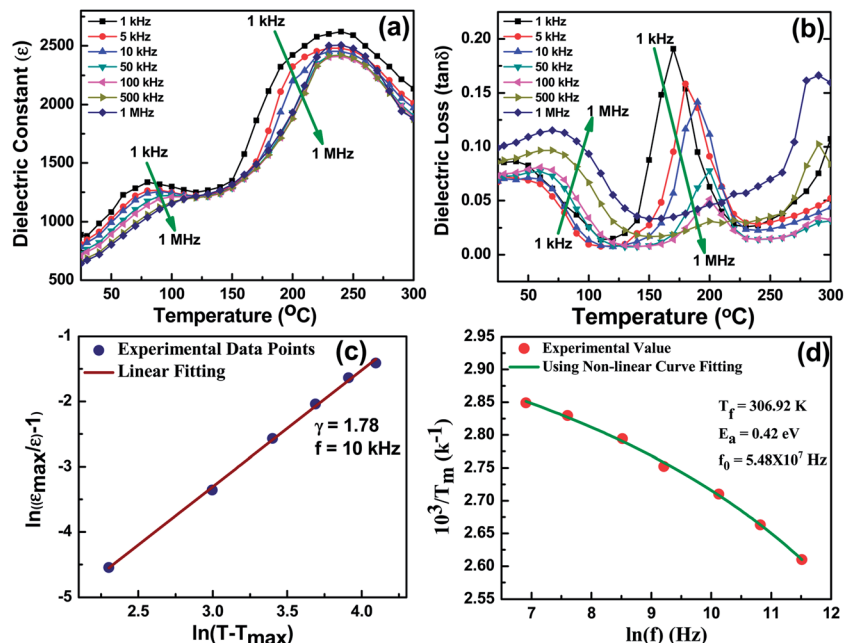 (a)
1 kHz
5 kHz
10 kHz
50 kHz
100 kHz
500 kHz
1 MHz
1 kHz
1 MHz
1 kHz
1 MHz
Dielectric Constant (ε)
2500
2000
1500
1000
500
50 100 150 200 250 300
Temperature (OC)
(b)
1 kHz
5 kHz
10 kHz
50 kHz
100 kHz
500 kHz
1 MHz
1 kHz
1 MHz
1 MHz
1 kHz
Dielectric Loss (tanδ)
0.20
0.15
0.10
0.05
0.00
50 100 150 200 250 300
Temperature (oC)
(c)
Experimental Data Points
Linear Fitting
γ = 1.78
f = 10 kHz
ln((εmax/ε)-1)
-1
-2
-3
-4
-5
2.5 3.0 3.5 4.0
ln(T-Tmax)
(d)
Experimental Value
Using Non-linear Curve Fitting
Tf = 306.92 K
Ea = 0.42 eV
f0 = 5.48X10^7 Hz
10^3/Tm (k^-1)
2.95
2.90
2.85
2.80
2.75
2.70
2.65
2.60
2.55
7 8 9 10 11 12
ln(f) (Hz)